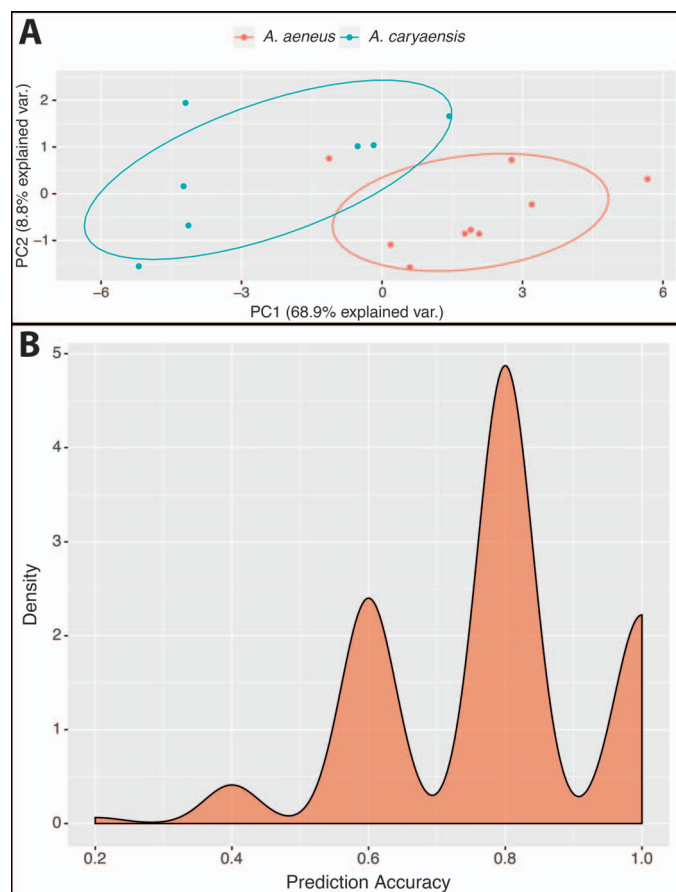 A
A. aeneus A. caryaensis
PC2 (8.8% explained var.)
2
1
0
−1
−6 −3 0 3 6
PC1 (68.9% explained var.)
B
Density
5
4
3
2
1
0
0.2 0.4 0.6 0.8 1.0
Prediction Accuracy